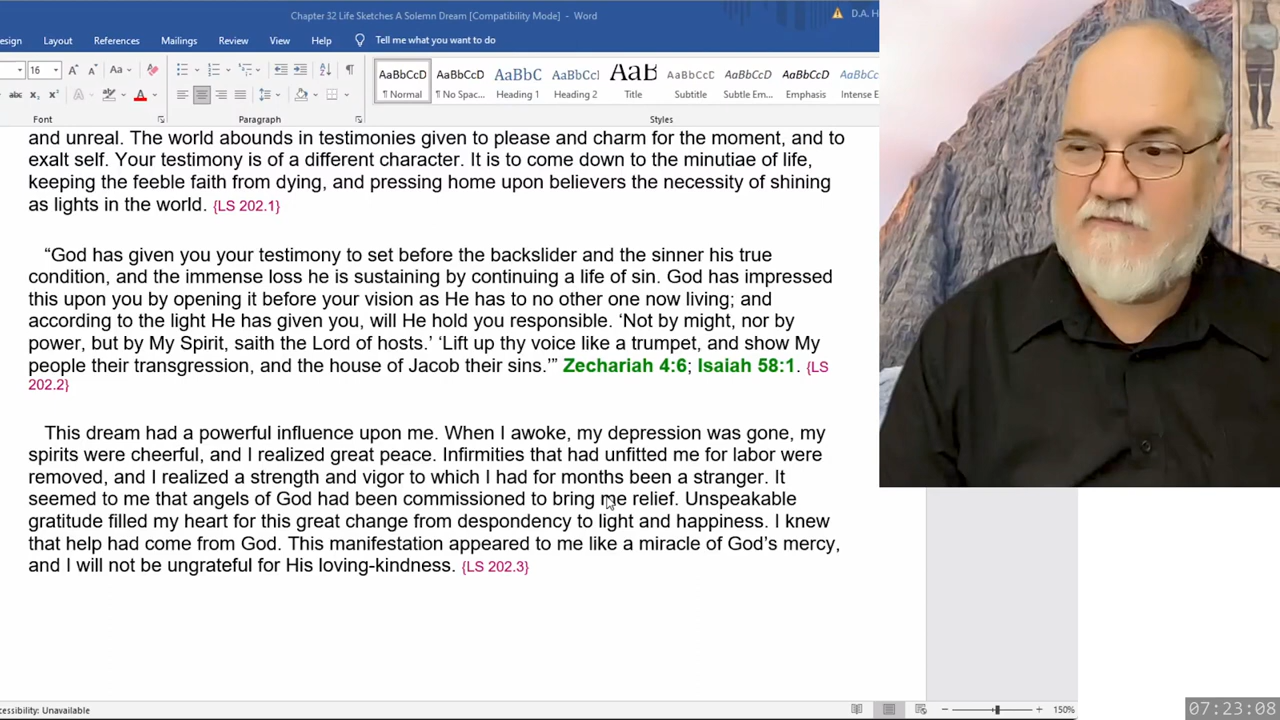 Chapter 32 Life Sketches A Solemn Dream [Compatibility Mode] - Word
D.A. H
esign Layout References Mailings Review View Help Tell me what you want to do
16 Aa
AaBbCcD AaBbCcD AaBbC AaBbCc AaB AaBbCcD AaBbCcD AaBbCcD AaBbCc
¶ Normal ¶ No Spac... Heading 1 Heading 2 Title Subtitle Subtle Em... Emphasis Intense E
Font Paragraph Styles
and unreal. The world abounds in testimonies given to please and charm for the moment, and to
exalt self. Your testimony is of a different character. It is to come down to the minutiae of life,
keeping the feeble faith from dying, and pressing home upon believers the necessity of shining
as lights in the world. {LS 202.1}
“God has given you your testimony to set before the backslider and the sinner his true
condition, and the immense loss he is sustaining by continuing a life of sin. God has impressed
this upon you by opening it before your vision as He has to no other one now living; and
according to the light He has given you, will He hold you responsible. ‘Not by might, nor by
power, but by My Spirit, saith the Lord of hosts.’ ‘Lift up thy voice like a trumpet, and show My
people their transgression, and the house of Jacob their sins.’” Zechariah 4:6; Isaiah 58:1. {LS
202.2}
This dream had a powerful influence upon me. When I awoke, my depression was gone, my
spirits were cheerful, and I realized great peace. Infirmities that had unfitted me for labor were
removed, and I realized a strength and vigor to which I had for months been a stranger. It
seemed to me that angels of God had been commissioned to bring me relief. Unspeakable
gratitude filled my heart for this great change from despondency to light and happiness. I knew
that help had come from God. This manifestation appeared to me like a miracle of God’s mercy,
and I will not be ungrateful for His loving-kindness. {LS 202.3}
cessibility: Unavailable
150%
07:23:08